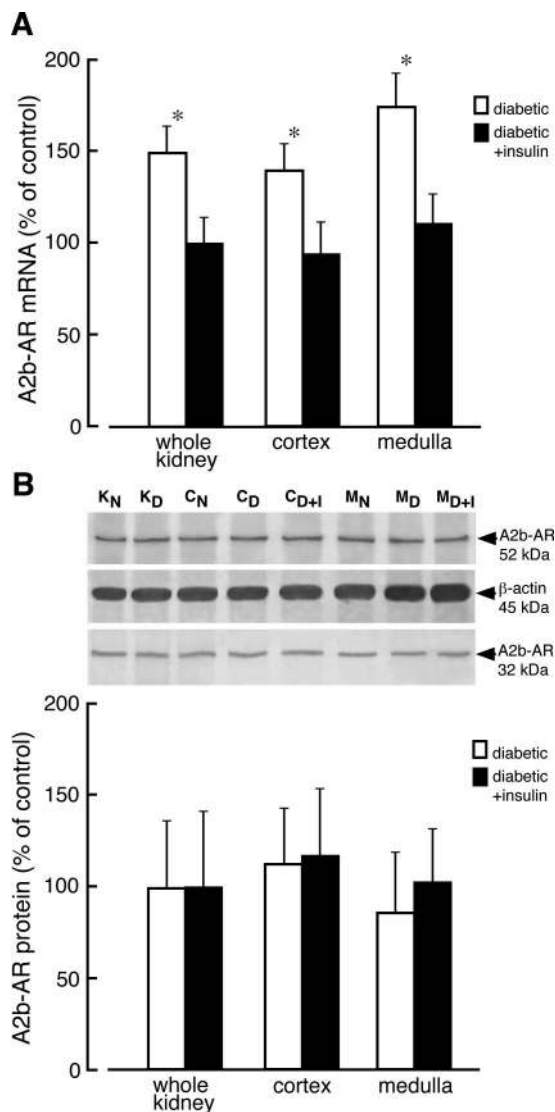 A
200
150
100
50
0
A2b-AR mRNA (% of control)
*
*
*
diabetic
diabetic
+insulin
whole
kidney
cortex
medulla
B
KN KD CN CD CD+I MN MD MD+I
A2b-AR
52 kDa
β-actin
45 kDa
A2b-AR
32 kDa
200
150
100
50
0
A2b-AR protein (% of control)
diabetic
diabetic
+insulin
whole
kidney
cortex
medulla